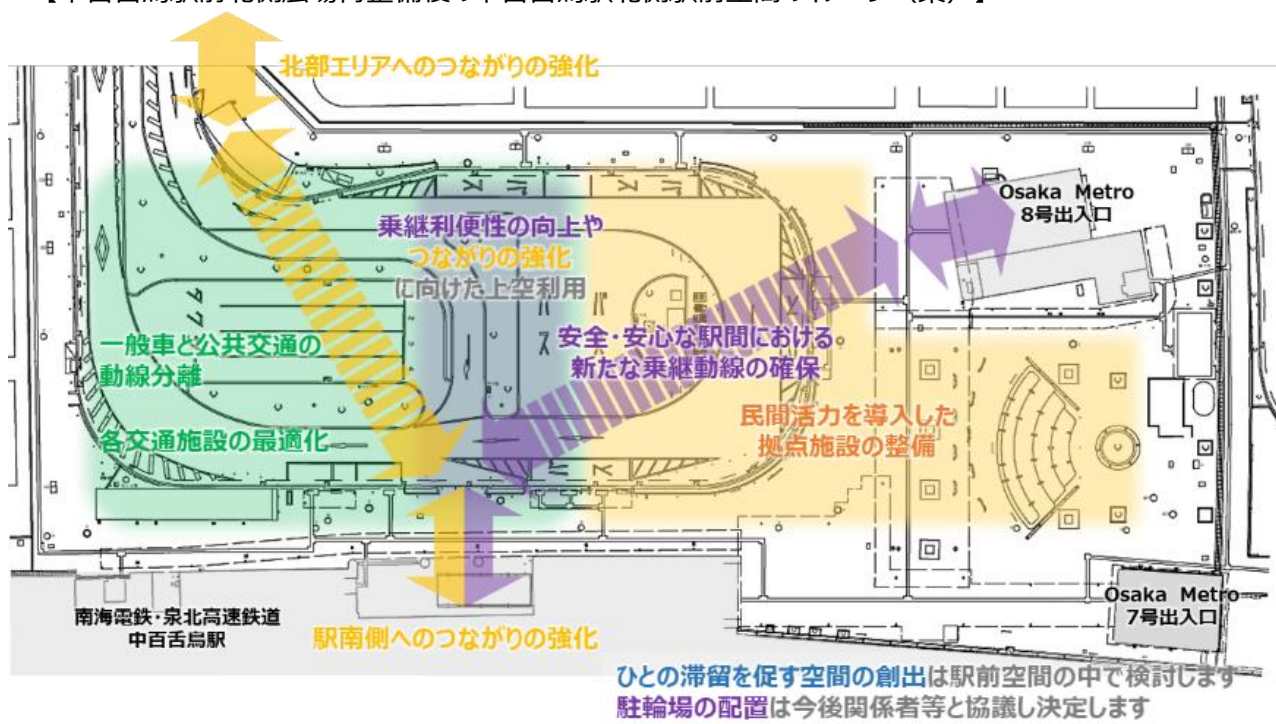 北部エリアへのつながりの強化
Osaka Metro
8号出入口
乗継利便性の向上や
つながりの強化
に向けた上空利用
タク
バス
一般車と公共交通の
動線分離
安全・安心な駅間における
新たな乗継動線の確保
各交通施設の最適化
民間活力を導入した
拠点施設の整備
南海電鉄・泉北高速鉄道
中百舌鳥駅
駅南側へのつながりの強化
Osaka Metro
7号出入口
ひとの滞留を促す空間の創出は駅前空間の中で検討します
駐輪場の配置は今後関係者等と協議し決定します